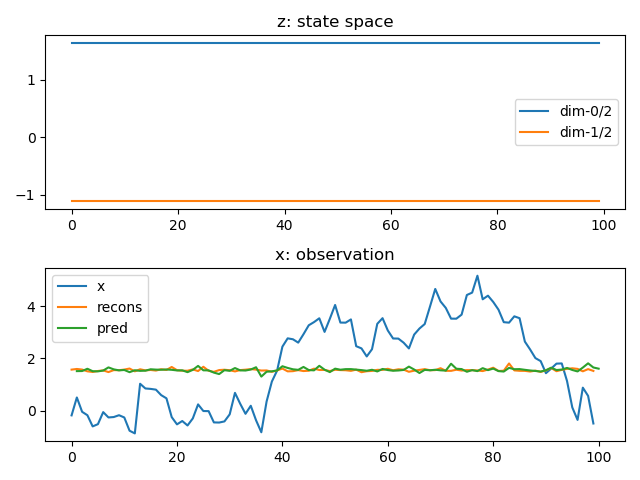 z: state space
1
0
−1
dim-0/2
dim-1/2
0 20 40 60 80 100
x: observation
x
recons
pred
4
2
0
0 20 40 60 80 100